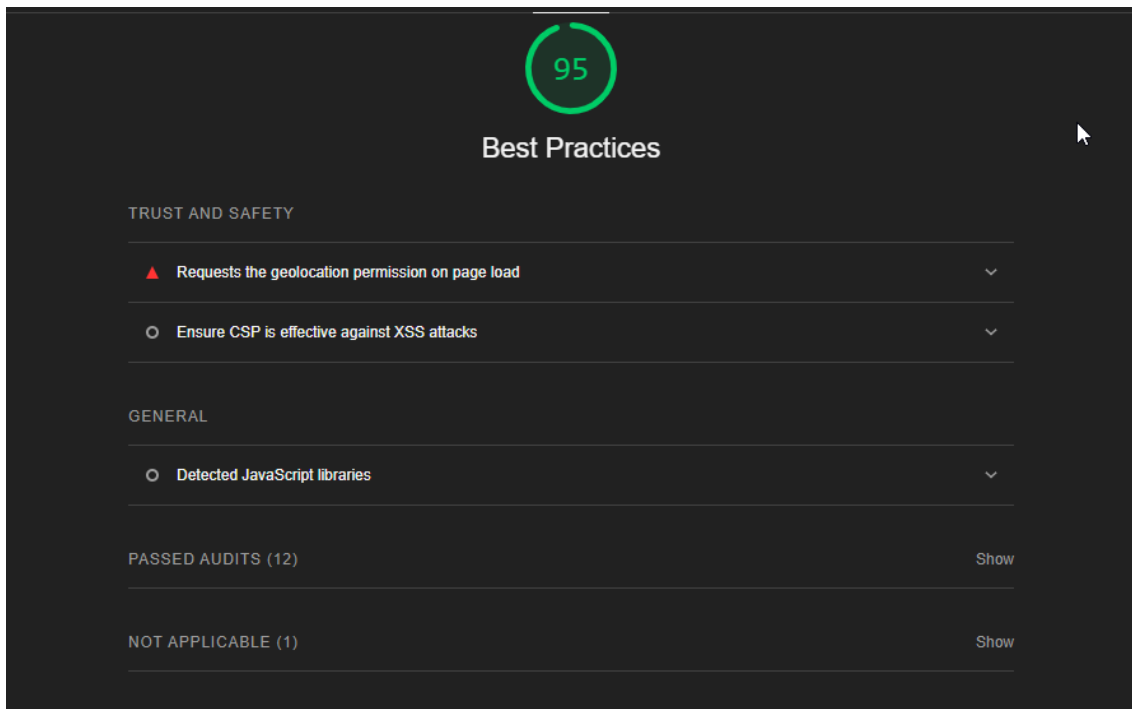 95
Best Practices
TRUST AND SAFETY
Requests the geolocation permission on page load
Ensure CSP is effective against XSS attacks
GENERAL
Detected JavaScript libraries
PASSED AUDITS (12) Show
NOT APPLICABLE (1) Show